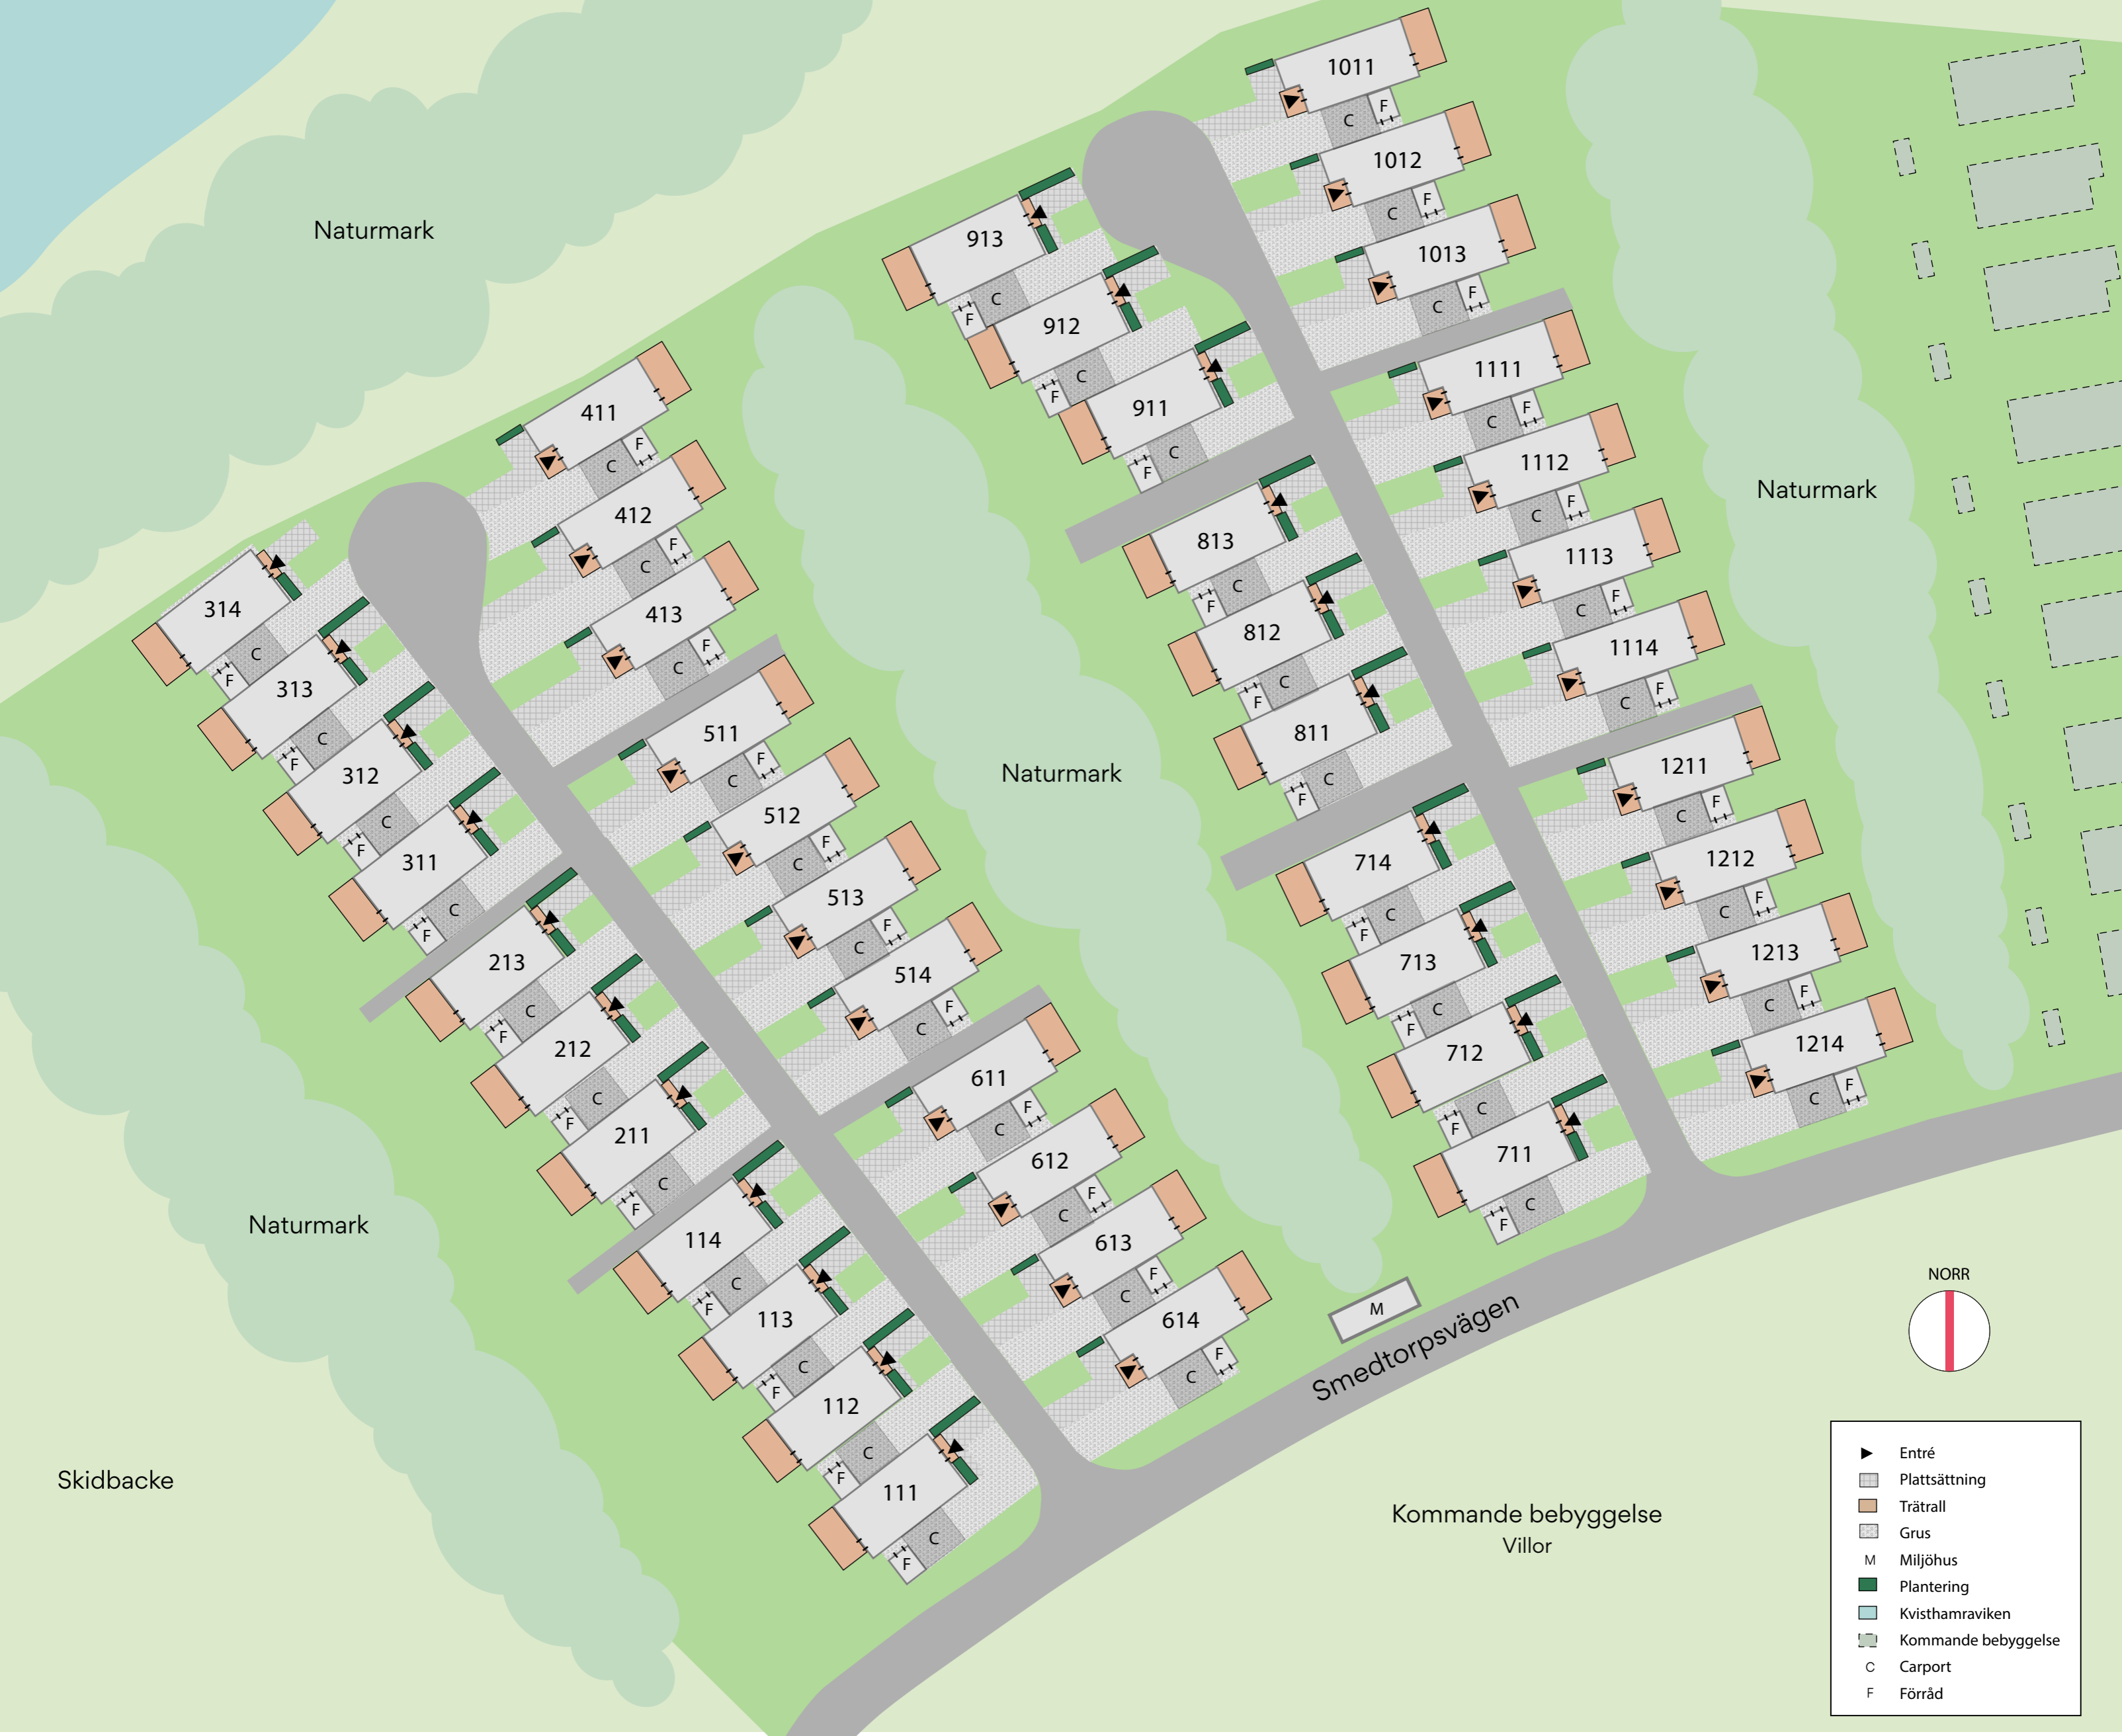 Naturmark
1011
F
C
1012
F
C
1013
F
C
913
C
F
912
C
F
911
C
F
1111
F
C
1112
F
C
1113
F
C
1114
F
C
411
F
C
412
F
C
413
F
C
314
C
F
313
C
F
312
C
F
311
C
F
Naturmark
813
C
F
812
C
F
811
C
F
Naturmark
511
F
C
512
F
C
513
F
C
514
F
C
1211
F
C
1212
F
C
1213
F
C
1214
F
C
714
C
F
713
C
F
712
C
F
711
C
F
213
C
F
212
C
F
211
C
F
611
F
C
612
F
C
613
F
C
614
F
C
Naturmark
114
C
F
113
C
F
112
C
F
111
C
F
M
Smedtorpsvägen
NORR
Skidbacke
Kommande bebyggelse
Villor
Entré
Plattsättning
Trätrall
Grus
M Miljöhus
Plantering
Kvisthamraviken
Kommande bebyggelse
C Carport
F Förråd